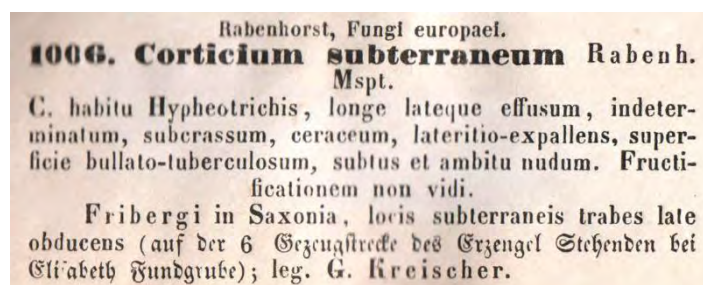 Rabenhorst, Fungi europaei.
1006. Corticium subterraneum Rabenh.
Mspt.
C. habitu Hypheotrichis, longe lateque effusum, indeter-
minatum, subcrassum, ceraceum, lateritio-expallens, super-
ficie bullato-tuberculosum, subtus et ambitu nudum. Fructi-
ficationem non vidi.
Fribergi in Saxonia, locis subterraneis trabes late
obducens (auf der 6 Gezeugstrecke des Erzengel Stehenden bei
Elisabeth Fundgrube); leg. G. Kreischer.